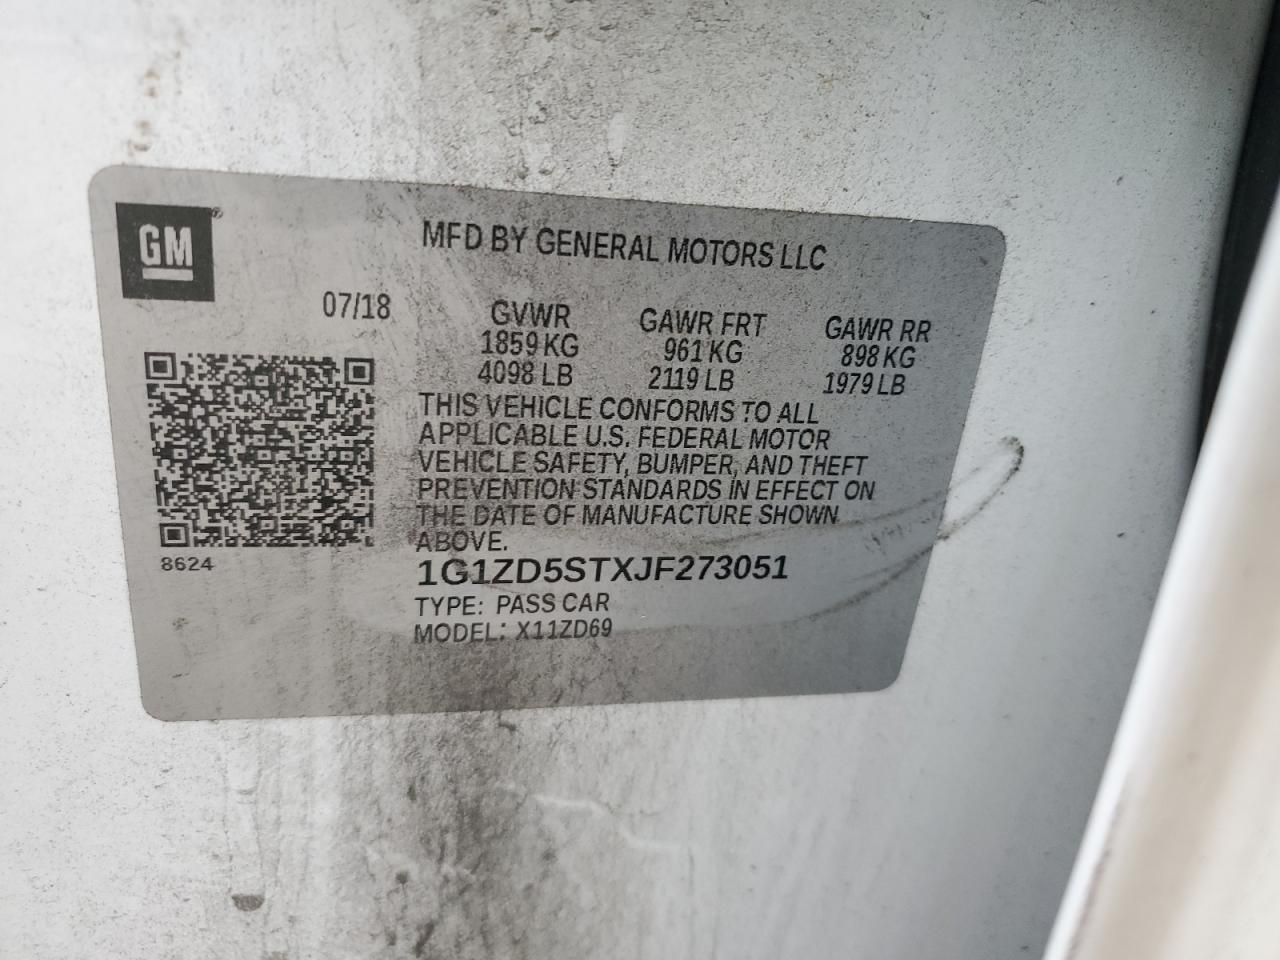 GM®
MFD BY GENERAL MOTORS LLC
07/18
GVWR GAWR FRT GAWR RR
1859 KG 961 KG 898 KG
4098 LB 2119 LB 1979 LB
THIS VEHICLE CONFORMS TO ALL
APPLICABLE U.S. FEDERAL MOTOR
VEHICLE SAFETY, BUMPER, AND THEFT
PREVENTION STANDARDS IN EFFECT ON
THE DATE OF MANUFACTURE SHOWN
ABOVE.
8624
1G1ZD5STXJF273051
TYPE: PASS CAR
MODEL: X11ZD69